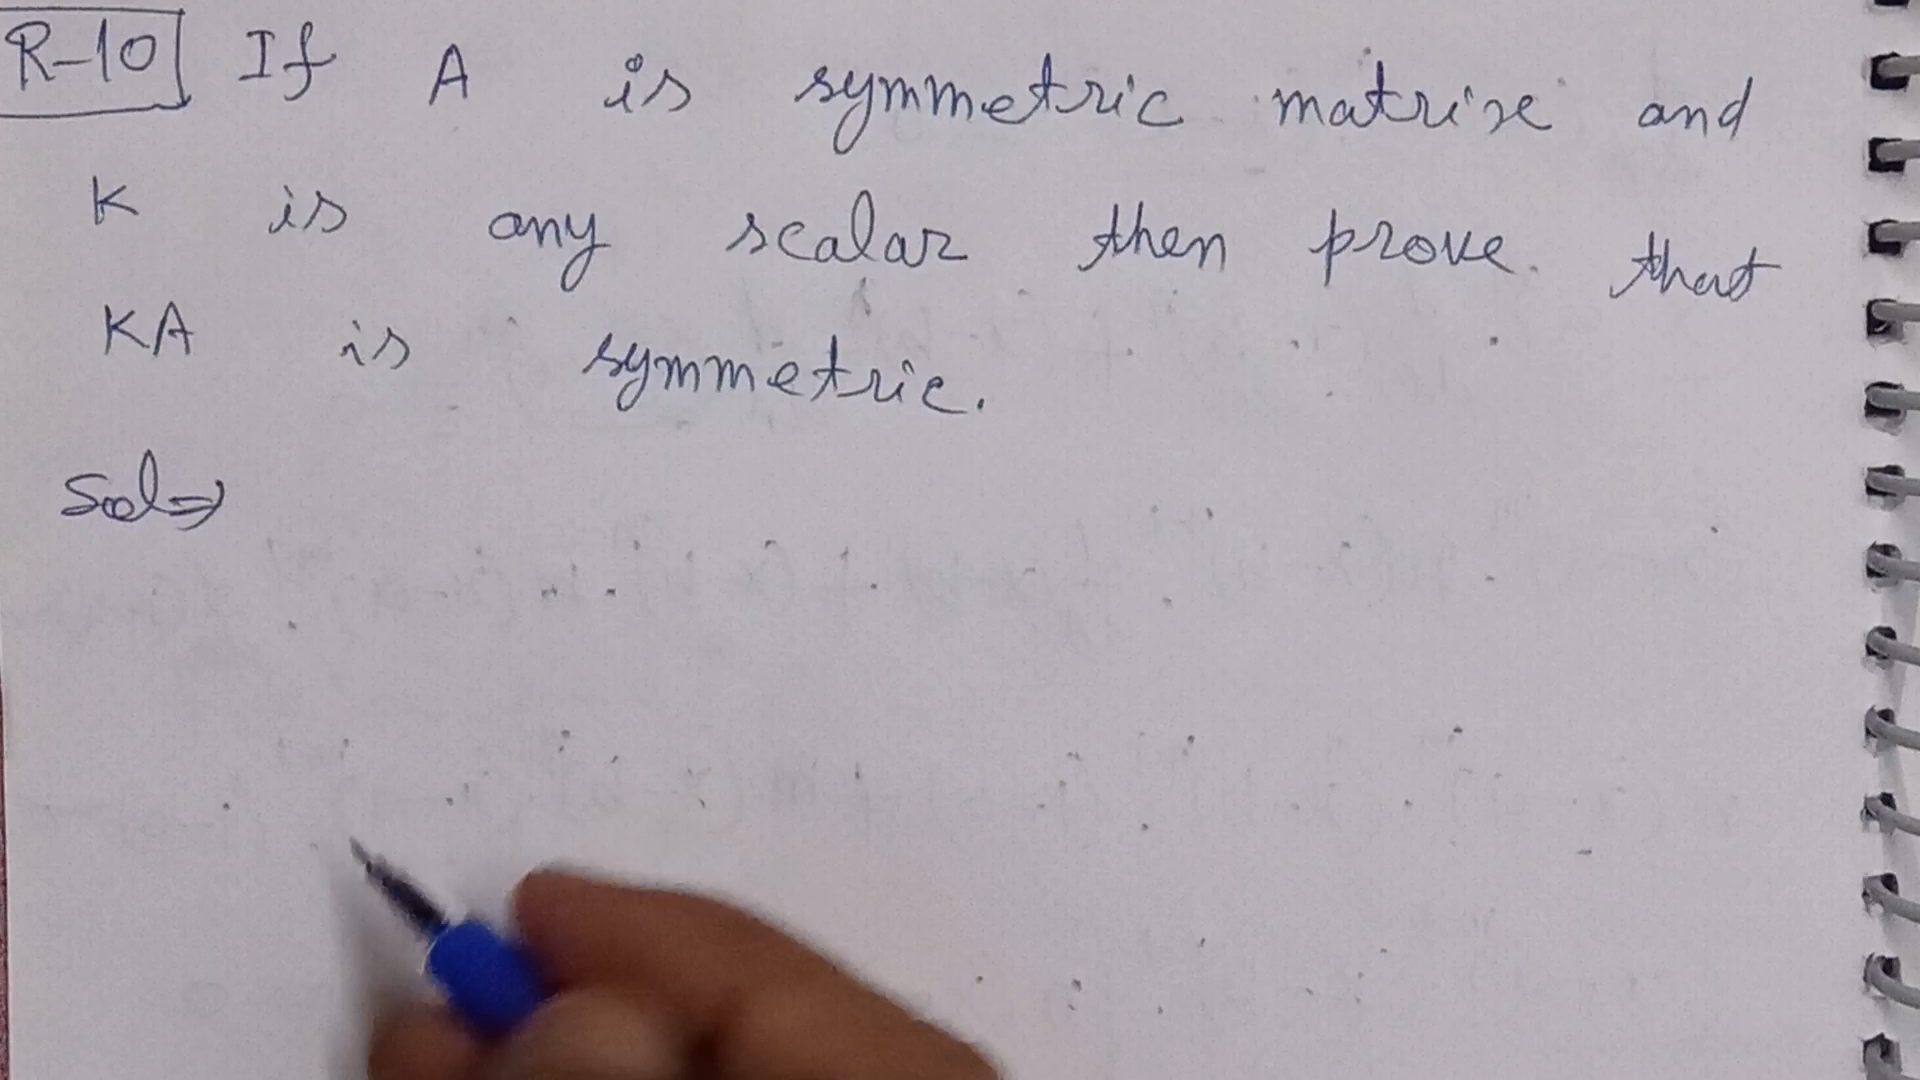 R-10 If A is symmetric matrix and
K is any scalar then prove that
KA is symmetric.
Sol⇒